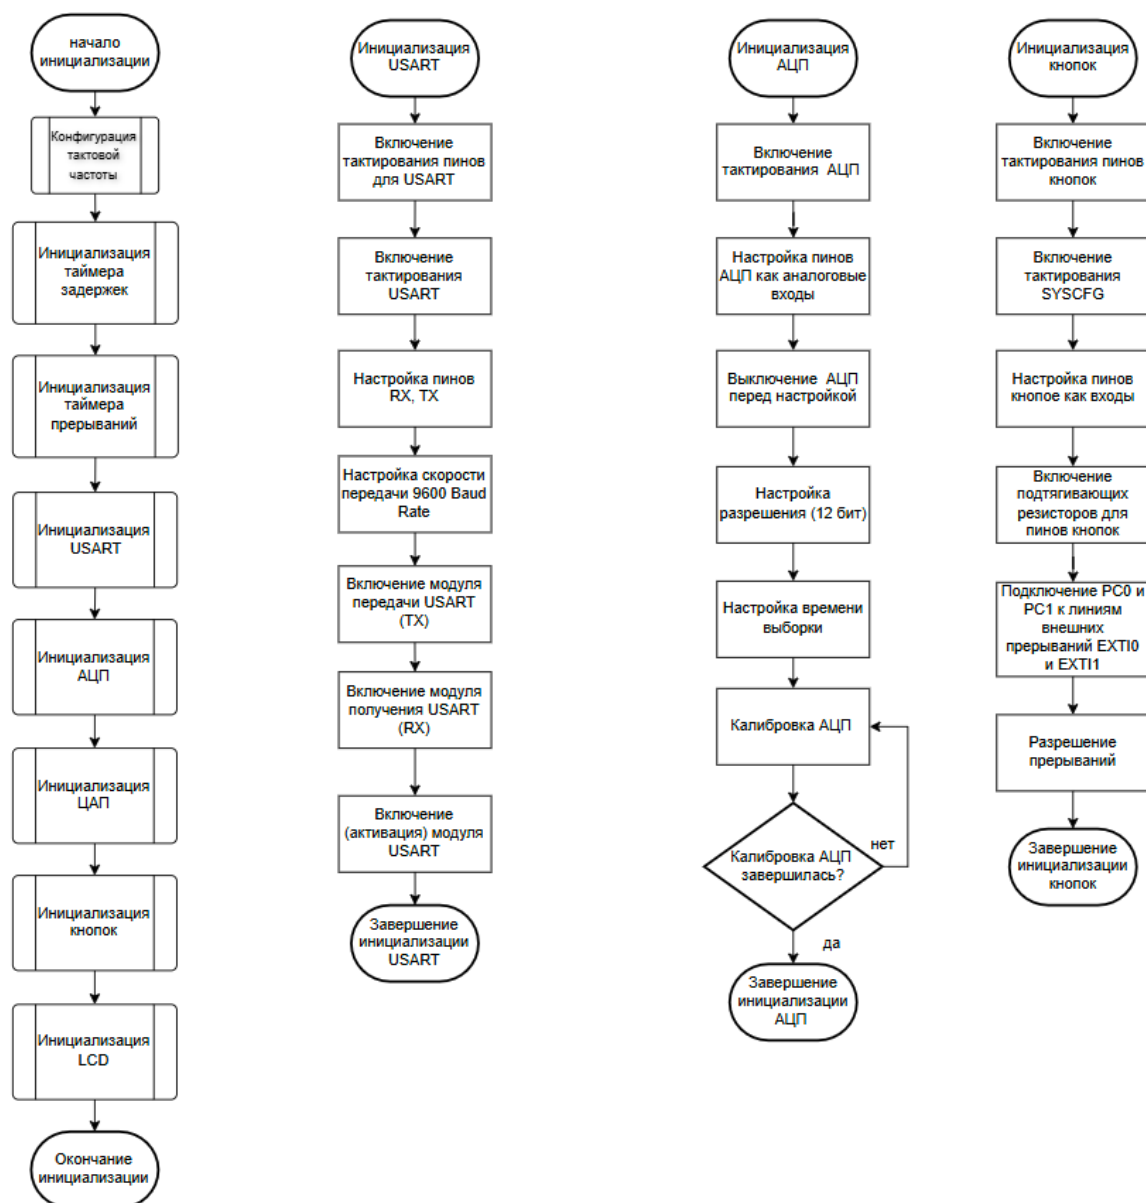 начало
инициализации
Конфигурация
тактовой
частоты
Инициализация
таймера
задержек
Инициализация
таймера
прерываний
Инициализация
USART
Инициализация
АЦП
Инициализация
ЦАП
Инициализация
кнопок
Инициализация
LCD
Окончание
инициализации
Инициализация
USART
Включение
тактирования пинов
для USART
Включение
тактирования
USART
Настройка пинов
RX, TX
Настройка скорости
передачи 9600 Baud
Rate
Включение модуля
передачи USART
(TX)
Включение модуля
получения USART
(RX)
Включение
(активация) модуля
USART
Завершение
инициализации
USART
Инициализация
АЦП
Включение
тактирования АЦП
Настройка пинов
АЦП как аналоговые
входы
Выключение АЦП
перед настройкой
Настройка
разрешения (12 бит)
Настройка времени
выборки
Калибровка АЦП
Калибровка АЦП
завершилась?
нет
да
Завершение
инициализации
АЦП
Инициализация
кнопок
Включение
тактирования пинов
кнопок
Включение
тактирования
SYSCFG
Настройка пинов
кнопое как входы
Включение
подтягивающих
резисторов для
пинов кнопок
Подключение PC0 и
PC1 к линиям
внешних
прерываний EXTI0
и EXTI1
Разрешение
прерываний
Завершение
инициализации
кнопок